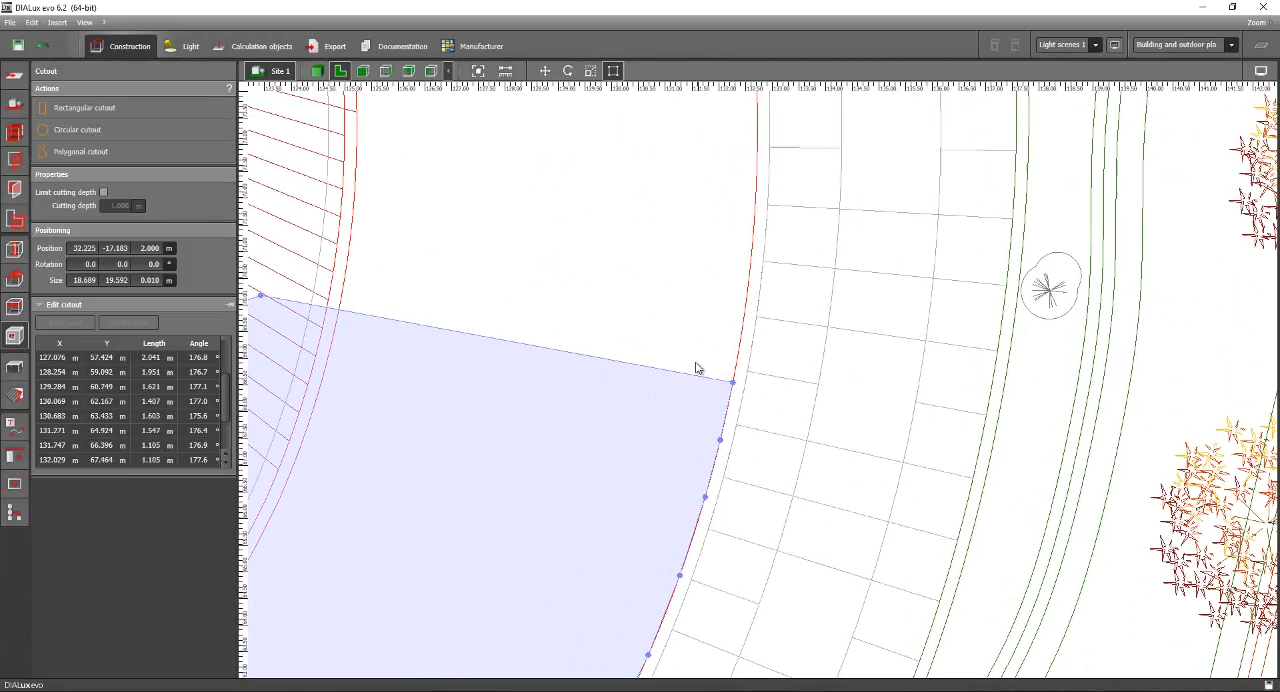 DIALux evo 6.2 (64-bit)
File Edit Insert View ?
Zoom
Construction Light Calculation objects Export Documentation Manufacturer
Light scenes 1 Building and outdoor pla
Cutout Site 1
Actions ?
Rectangular cutout
Circular cutout
Polygonal cutout
Properties
Limit cutting depth
Cutting depth 1.000 m
Positioning
Position 32.225 -17.183 2.000 m
Rotation 0.0 0.0 0.0 °
Size 18.689 19.592 0.010 m
Edit cutout
X Y Length Angle
127.076 m 57.424 m 2.041 m 176.8 °
128.254 m 59.092 m 1.951 m 176.7 °
129.284 m 60.749 m 1.621 m 177.1 °
130.069 m 62.167 m 1.407 m 177.0 °
130.683 m 63.433 m 1.603 m 175.6 °
131.271 m 64.924 m 1.547 m 176.4 °
131.747 m 66.396 m 1.105 m 176.9 °
132.029 m 67.464 m 1.105 m 177.6 °
DIALux evo